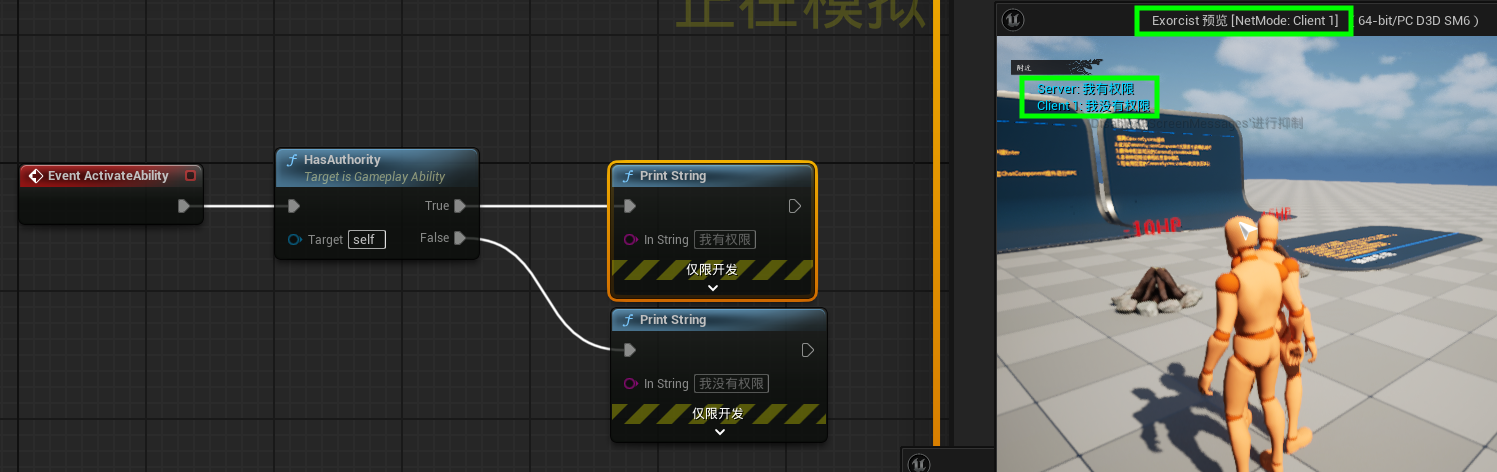 正在模拟
Event ActivateAbility
HasAuthority
Target is Gameplay Ability
True
Target self
False
Print String
In String 我有权限
仅限开发
Print String
In String 我没有权限
仅限开发
Exorcist 预览 [NetMode: Client 1] 64-bit/PC D3D SM6 )
附近
Server: 我有权限
Client 1: 我没有权限
进行抑制
-10HP